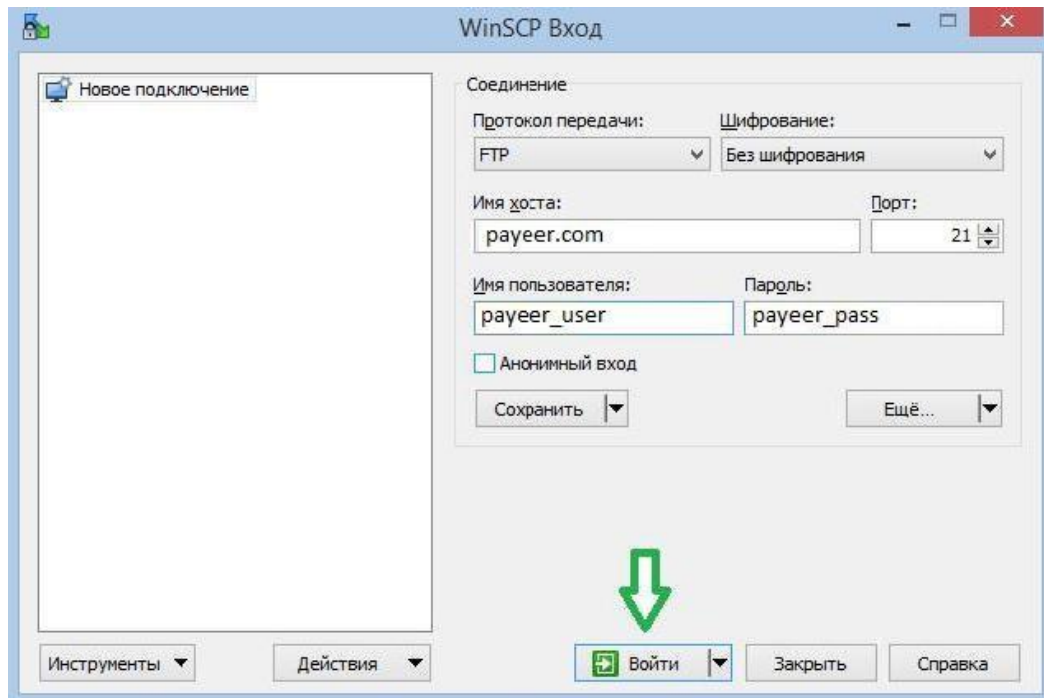 WinSCP Вход
Новое подключение
Соединение
Протокол передачи: Шифрование:
FTP Без шифрования
Имя хоста: Порт:
payeer.com 21
Имя пользователя: Пароль:
payeer_user payeer_pass
Анонимный вход
Сохранить Ещё...
Инструменты Действия Войти Закрыть Справка